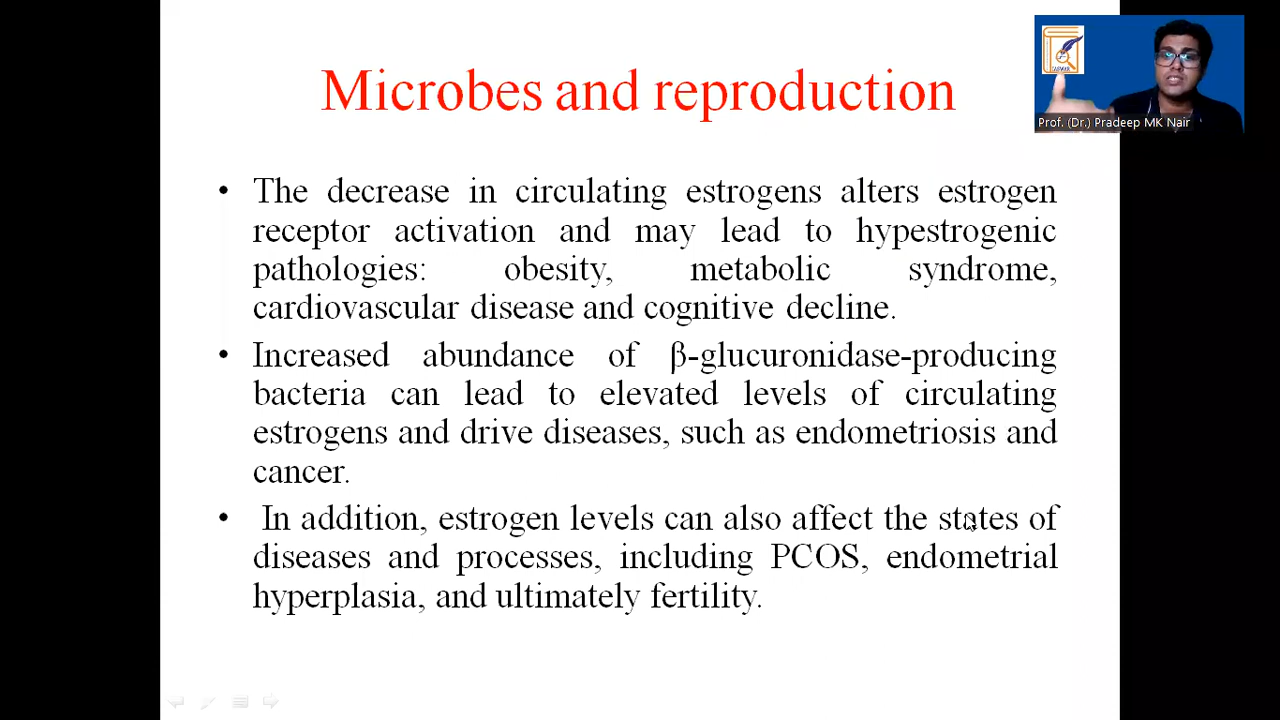 Microbes and reproduction
Prof. (Dr.) Pradeep MK Nair
• The decrease in circulating estrogens alters estrogen
receptor activation and may lead to hypestrogenic
pathologies: obesity, metabolic syndrome,
cardiovascular disease and cognitive decline.
• Increased abundance of β-glucuronidase-producing
bacteria can lead to elevated levels of circulating
estrogens and drive diseases, such as endometriosis and
cancer.
• In addition, estrogen levels can also affect the states of
diseases and processes, including PCOS, endometrial
hyperplasia, and ultimately fertility.